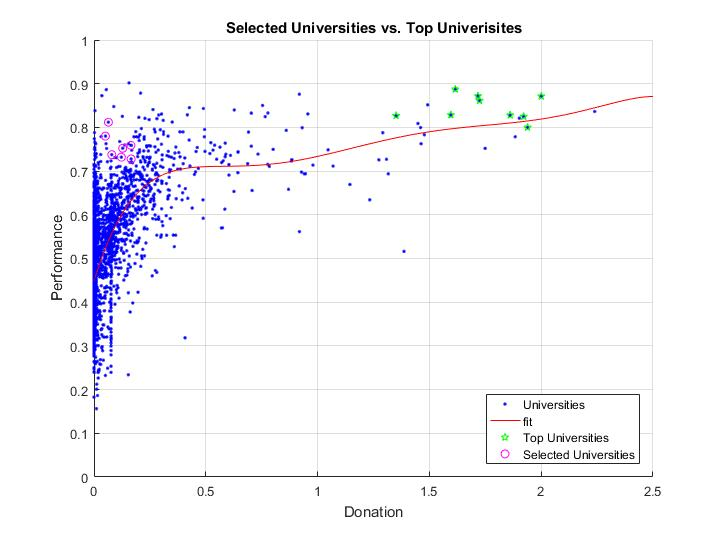 Selected Universities vs. Top Univerisites
1
0.9
0.8
0.7
0.6
0.5
0.4
0.3
0.2
0.1
0
Performance
0
0.5
1
1.5
2
2.5
Donation
Universities
fit
Top Universities
Selected Universities